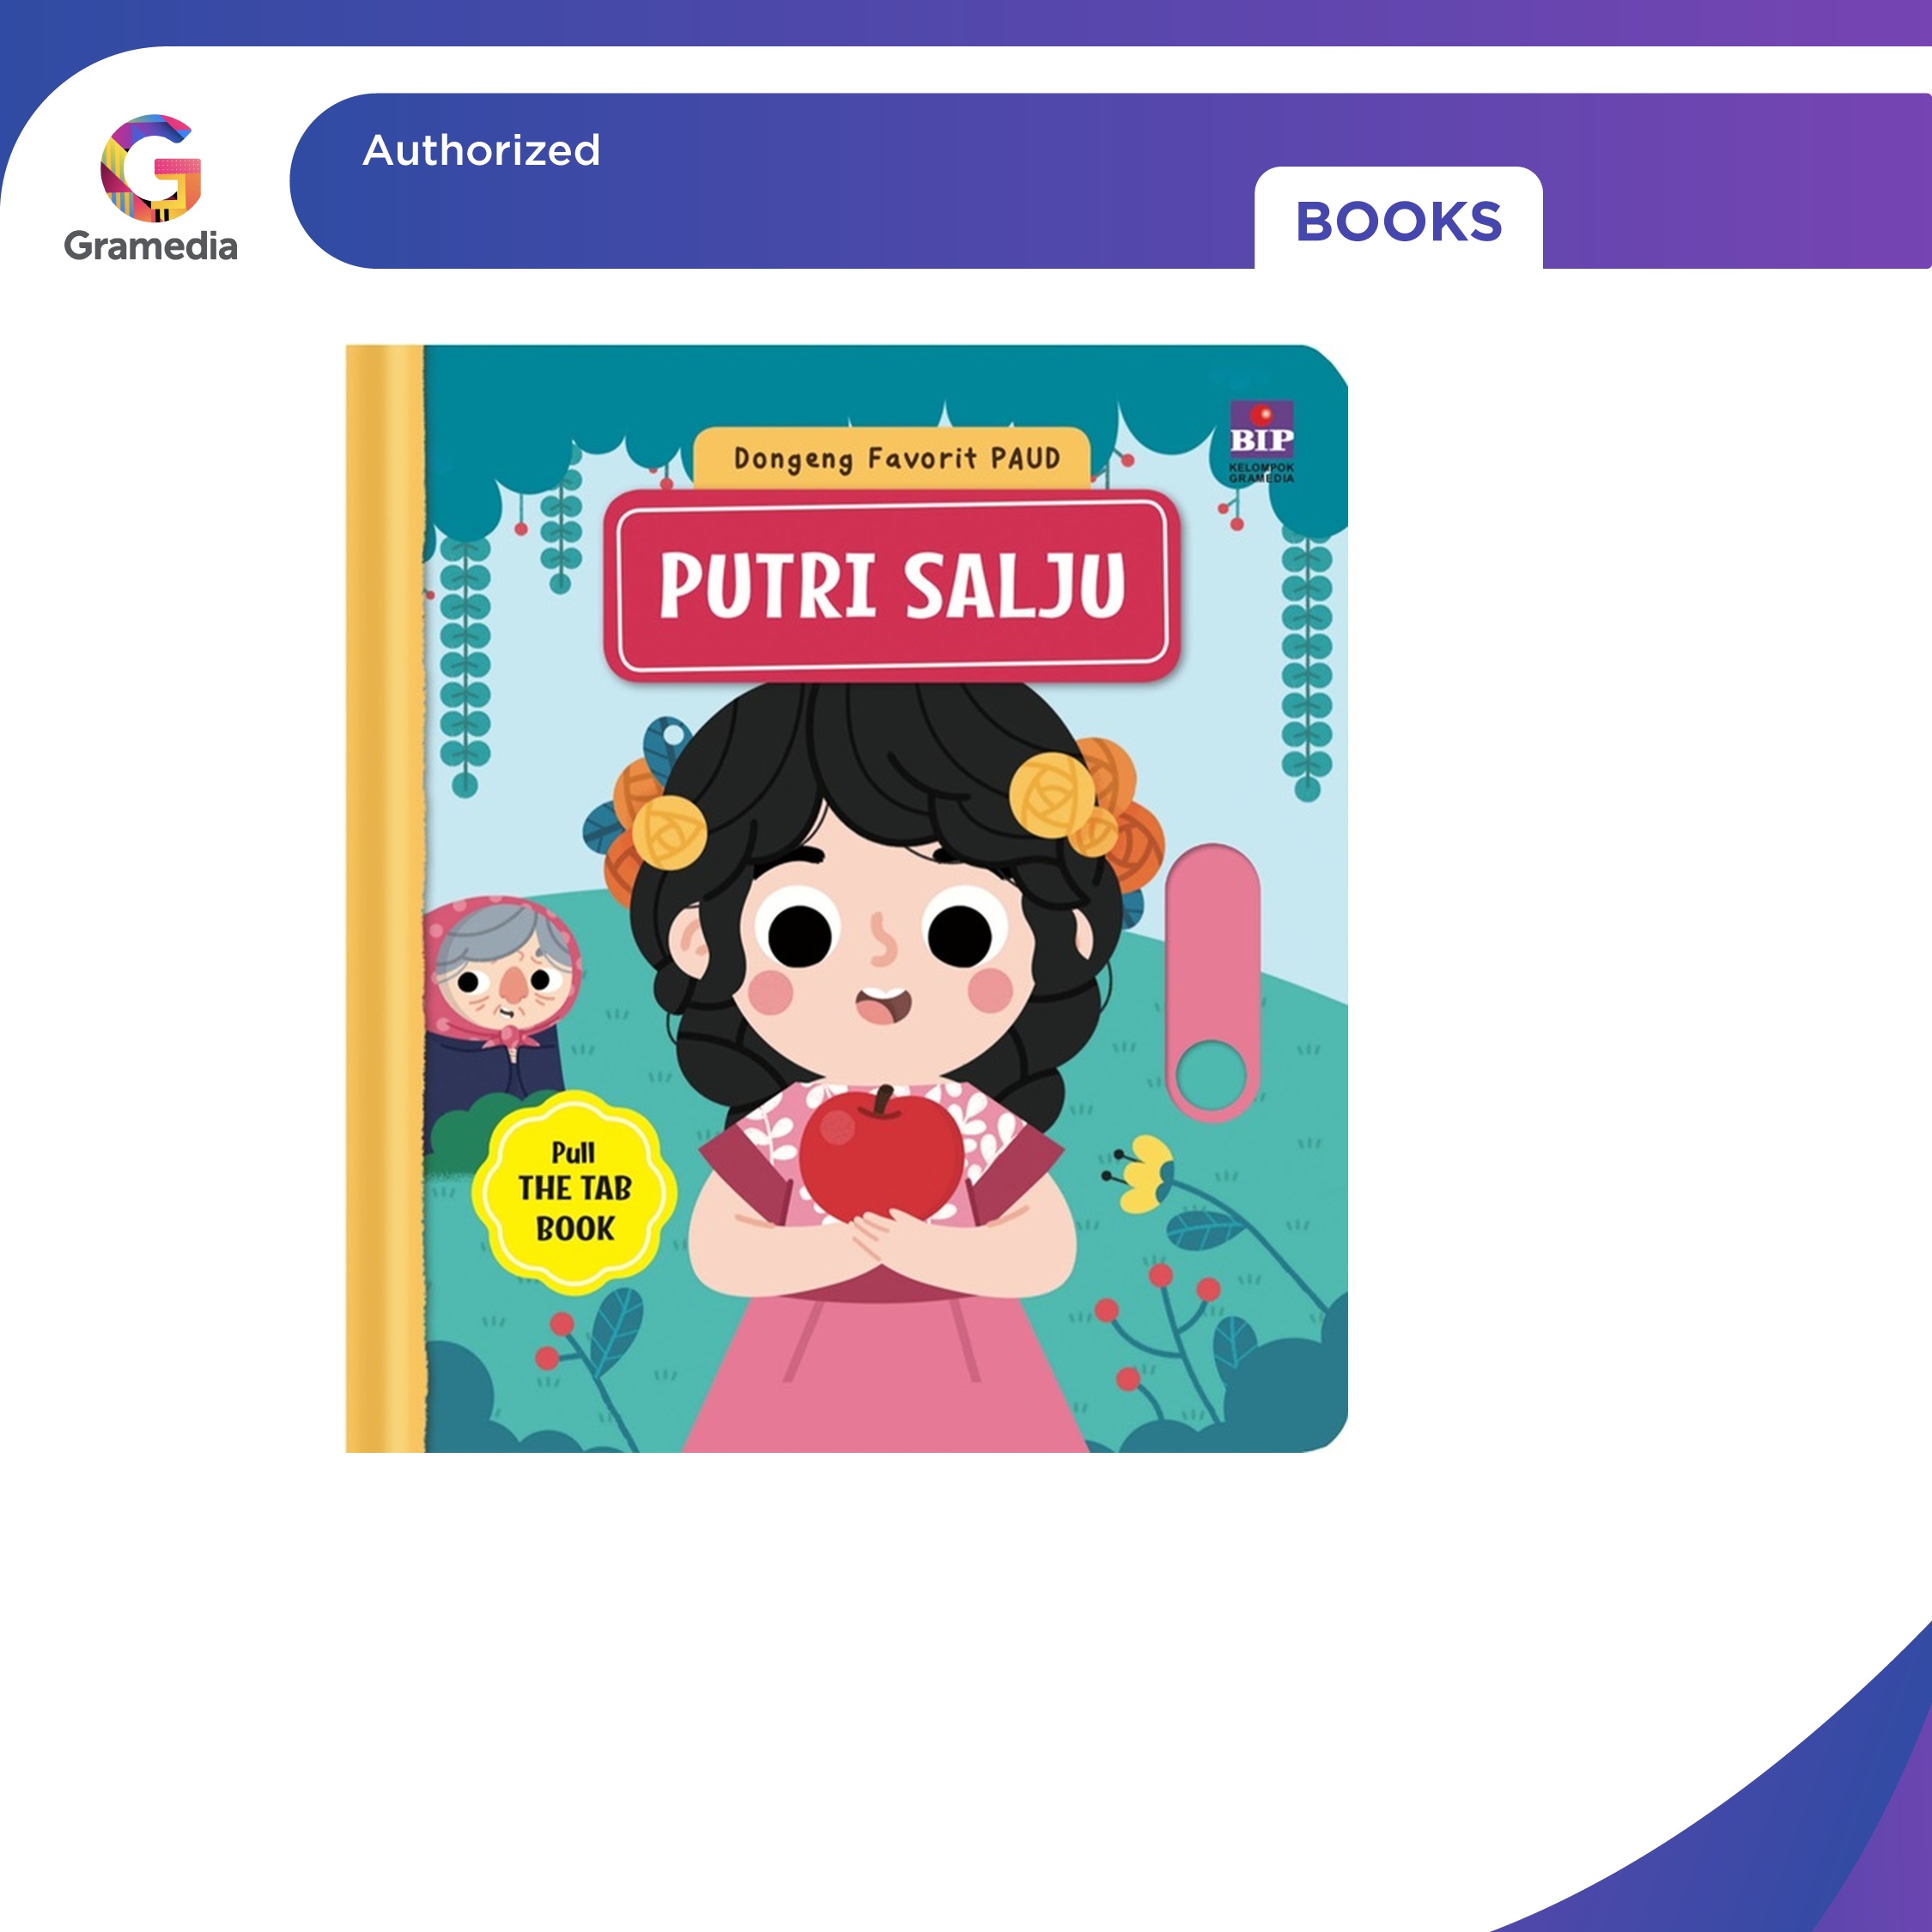 Authorized
BOOKS
Gramedia
BIP
KELOMPOK
GRAMEDIA
Dongeng Favorit PAUD
PUTRI SALJU
Pull
THE TAB
BOOK